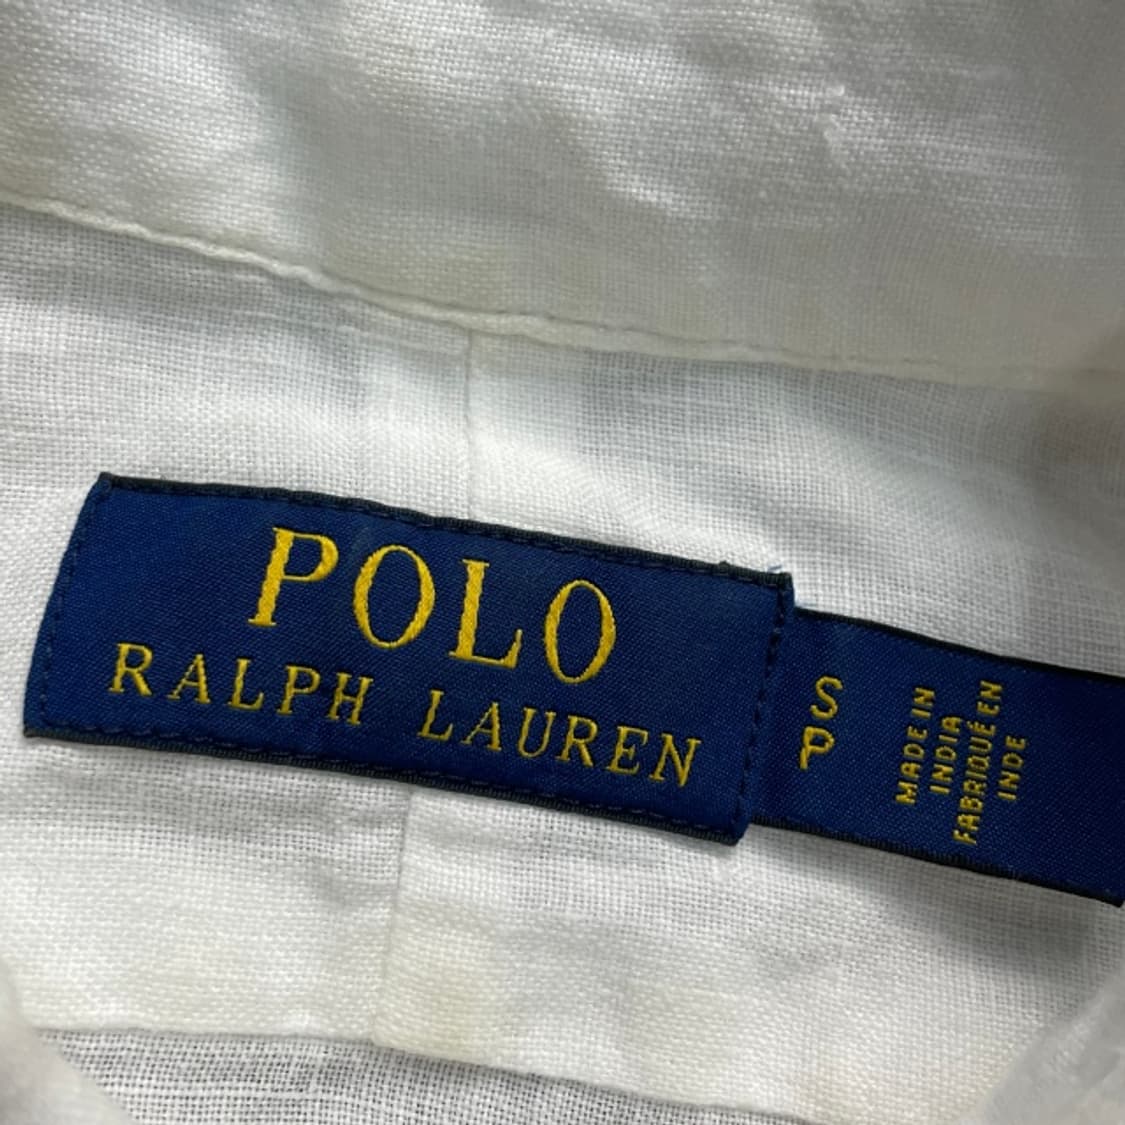 POLO
RALPH LAUREN
S
P
MADE IN
INDIA
FABRIQUÉ EN
INDE